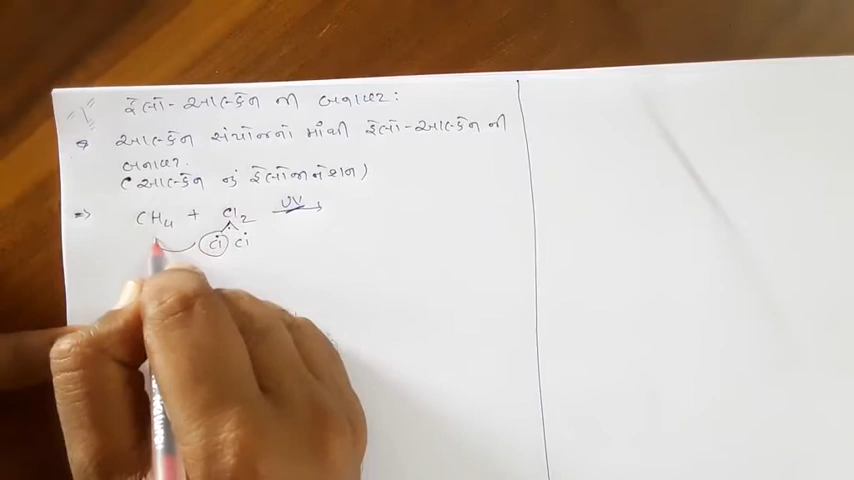 હેલો-આલ્કેન ની બનાવટ:
આલ્કેન સંયોજનો માંથી હેલો-આલ્કેન ની
બનાવટ.
(આલ્કેન નું હેલોજીનેશન)
⇒ CH4 + Cl2 UV→
Cl Cl